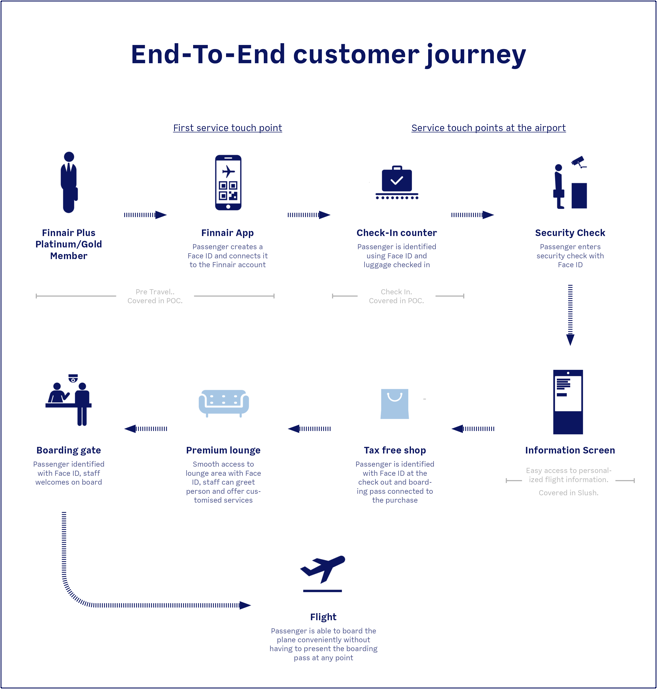 End-To-End customer journey
First service touch point
Service touch points at the airport
Finnair Plus
Platinum/Gold
Member
Finnair App
Passenger creates a
Face ID and connects it
to the Finnair account
Check-In counter
Passenger is identified
using Face ID and
luggage checked in
Security Check
Passenger enters
security check with
Face ID
Pre Travel..
Covered in POC.
Check In.
Covered in POC.
Boarding gate
Passenger identified
with Face ID, staff
welcomes on board
Premium lounge
Smooth access to
lounge area with Face
ID, staff can greet
person and offer cus-
tomised services
Tax free shop
Passenger is identified
with Face ID at the
check out and board-
ing pass connected to
the purchase
Information Screen
Easy access to personal-
ized flight information.
Covered in Slush.
Flight
Passenger is able to board the
plane conveniently without
having to present the boarding
pass at any point